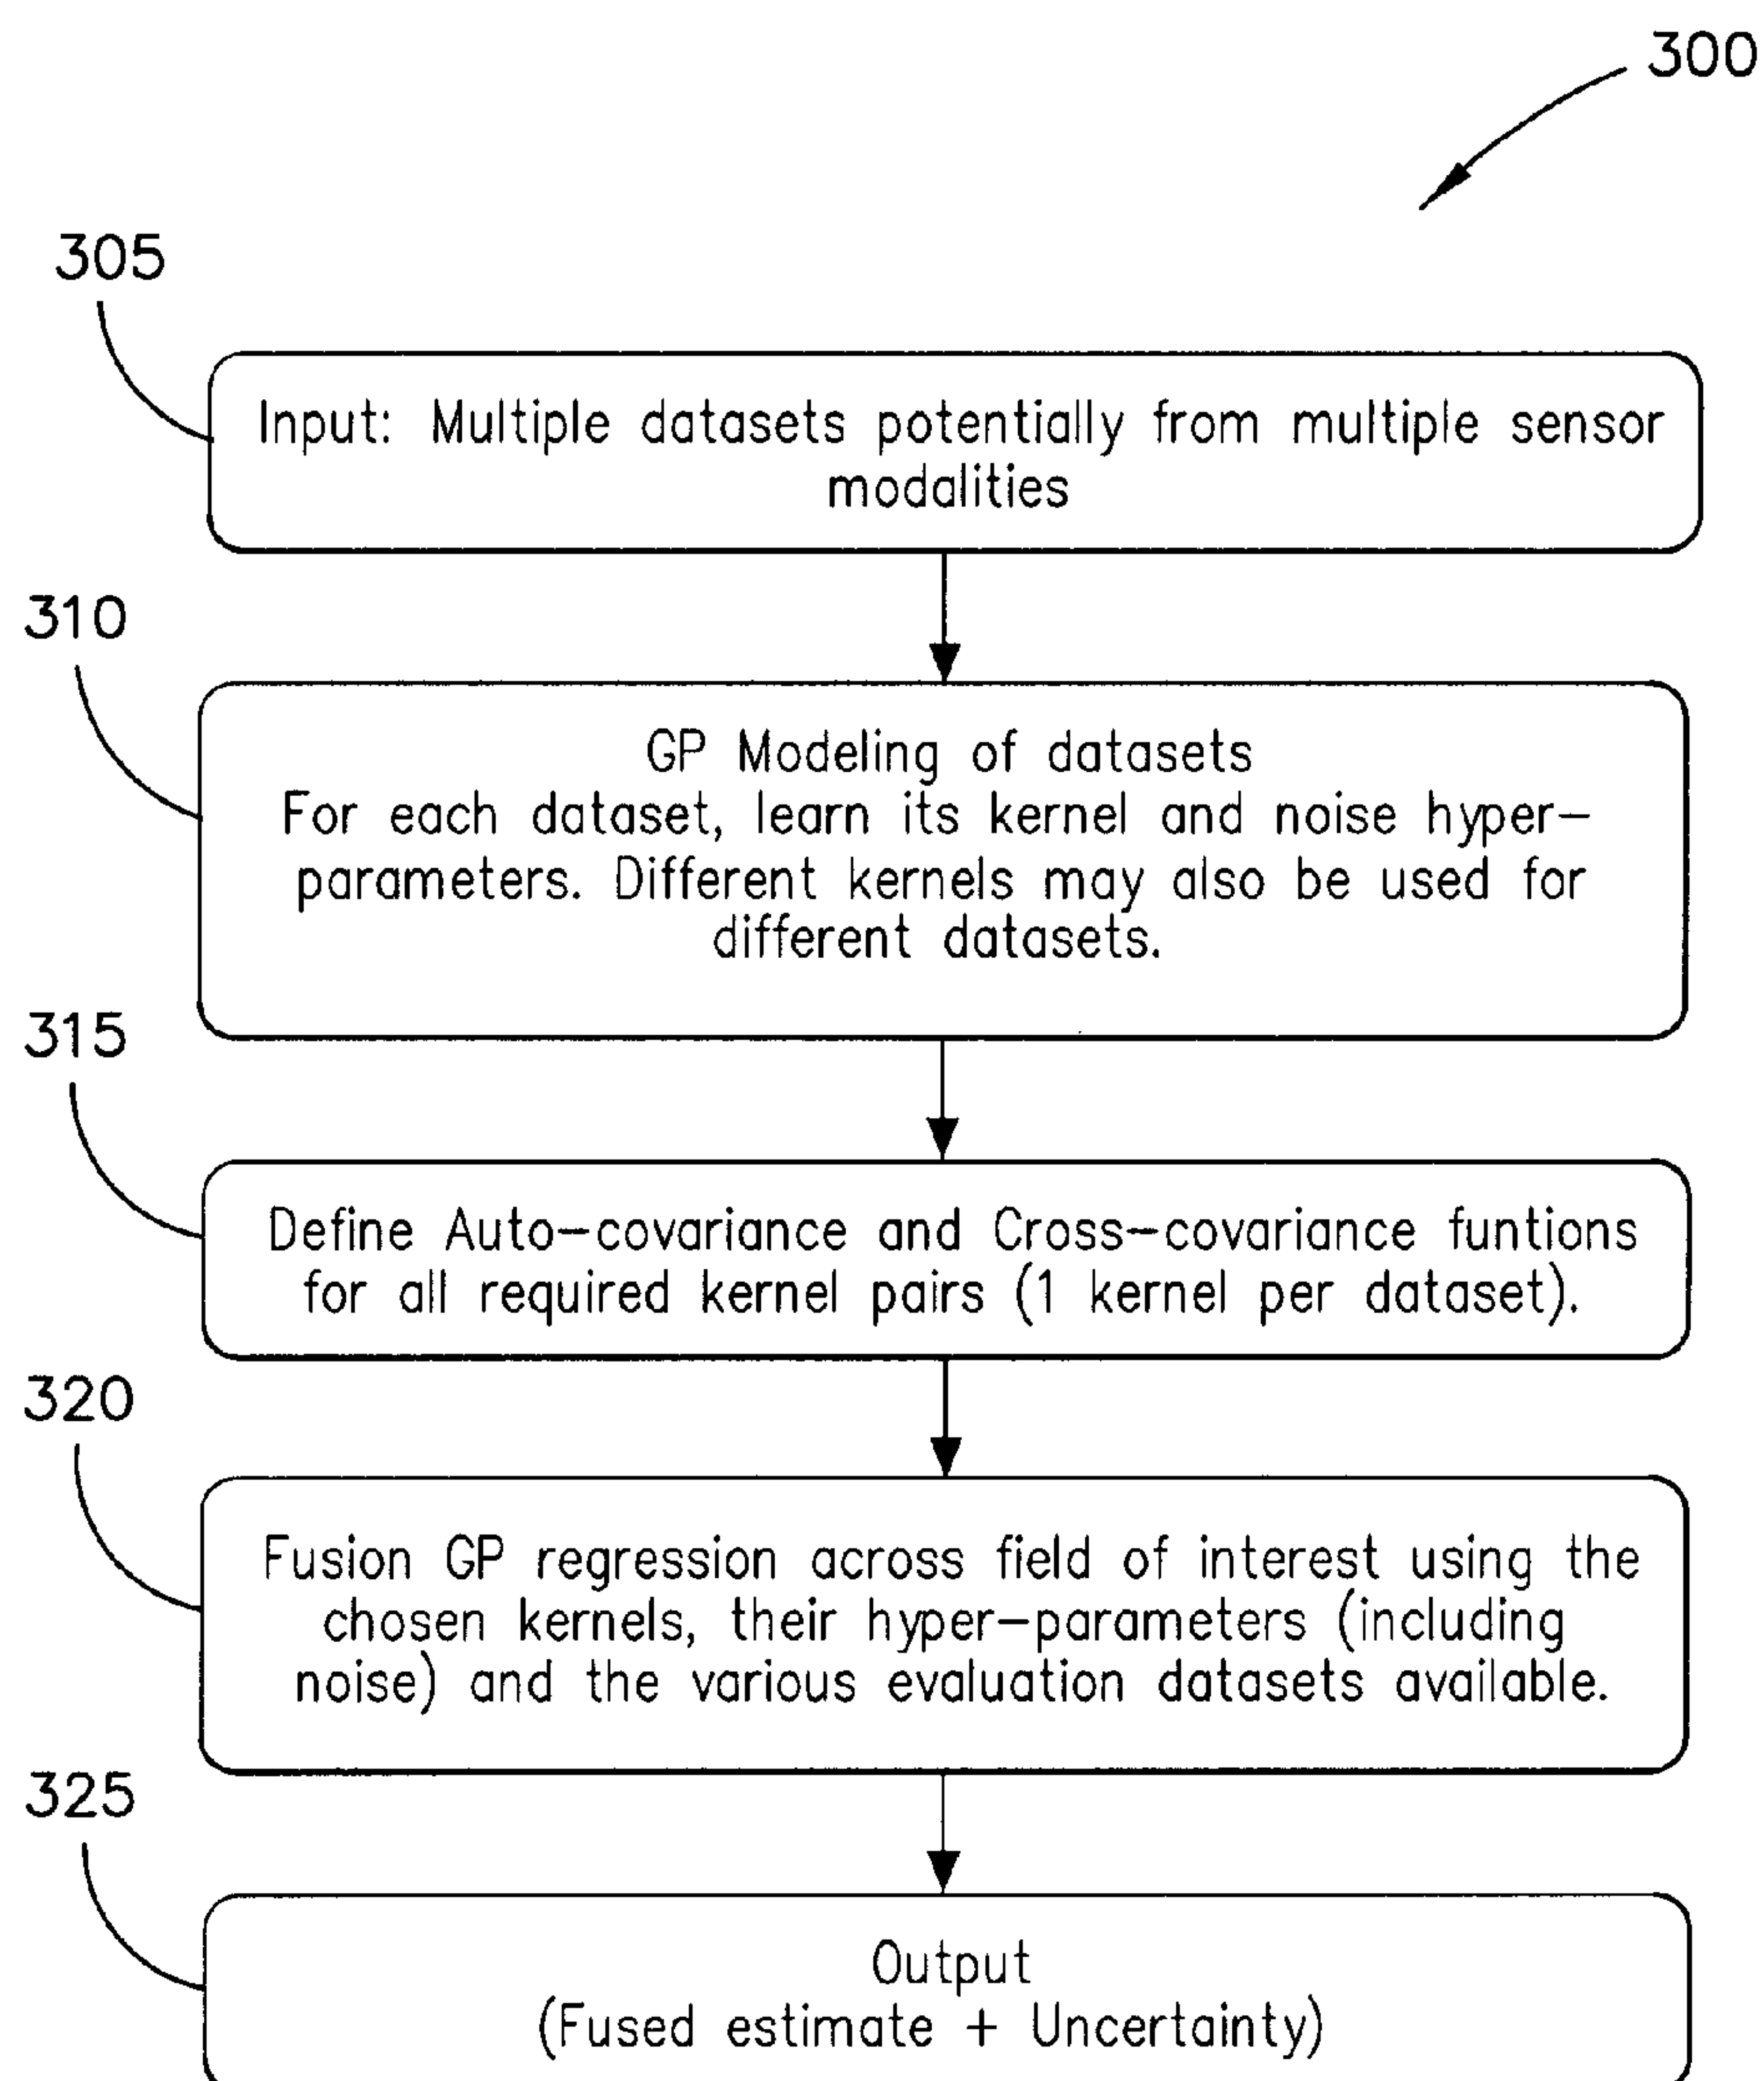 300
305
Input: Multiple datasets potentially from multiple sensor
modalities
310
GP Modeling of datasets
For each dataset, learn its kernel and noise hyper-
parameters. Different kernels may also be used for
different datasets.
315
Define Auto-covariance and Cross-covariance funtions
for all required kernel pairs (1 kernel per dataset).
320
Fusion GP regression across field of interest using the
chosen kernels, their hyper-parameters (including
noise) and the various evaluation datasets available.
325
Output
(Fused estimate + Uncertainty)